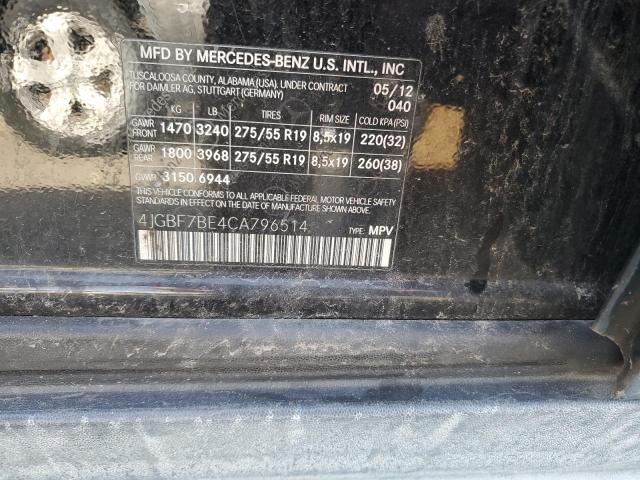 MFD BY MERCEDES-BENZ U.S. INTL., INC
TUSCALOOSA COUNTY, ALABAMA (USA), UNDER CONTRACT
FOR DAIMLER AG, STUTTGART (GERMANY) 05/12
040
KG LB TIRES RIM SIZE COLD KPA(PSI)
GAWR FRONT 1470 3240 275/55 R19 8,5x19 220(32)
GAWR REAR 1800 3968 275/55 R19 8,5x19 260(38)
GWR 3150 6944
THIS VEHICLE CONFORMS TO ALL APPLICABLE FEDERAL MOTOR VEHICLE SAFETY
STANDARDS IN EFFECT ON THE DATE OF MANUFACTURE SHOWN ABOVE.
4JGBF7BE4CA796514 TYPE: MPV